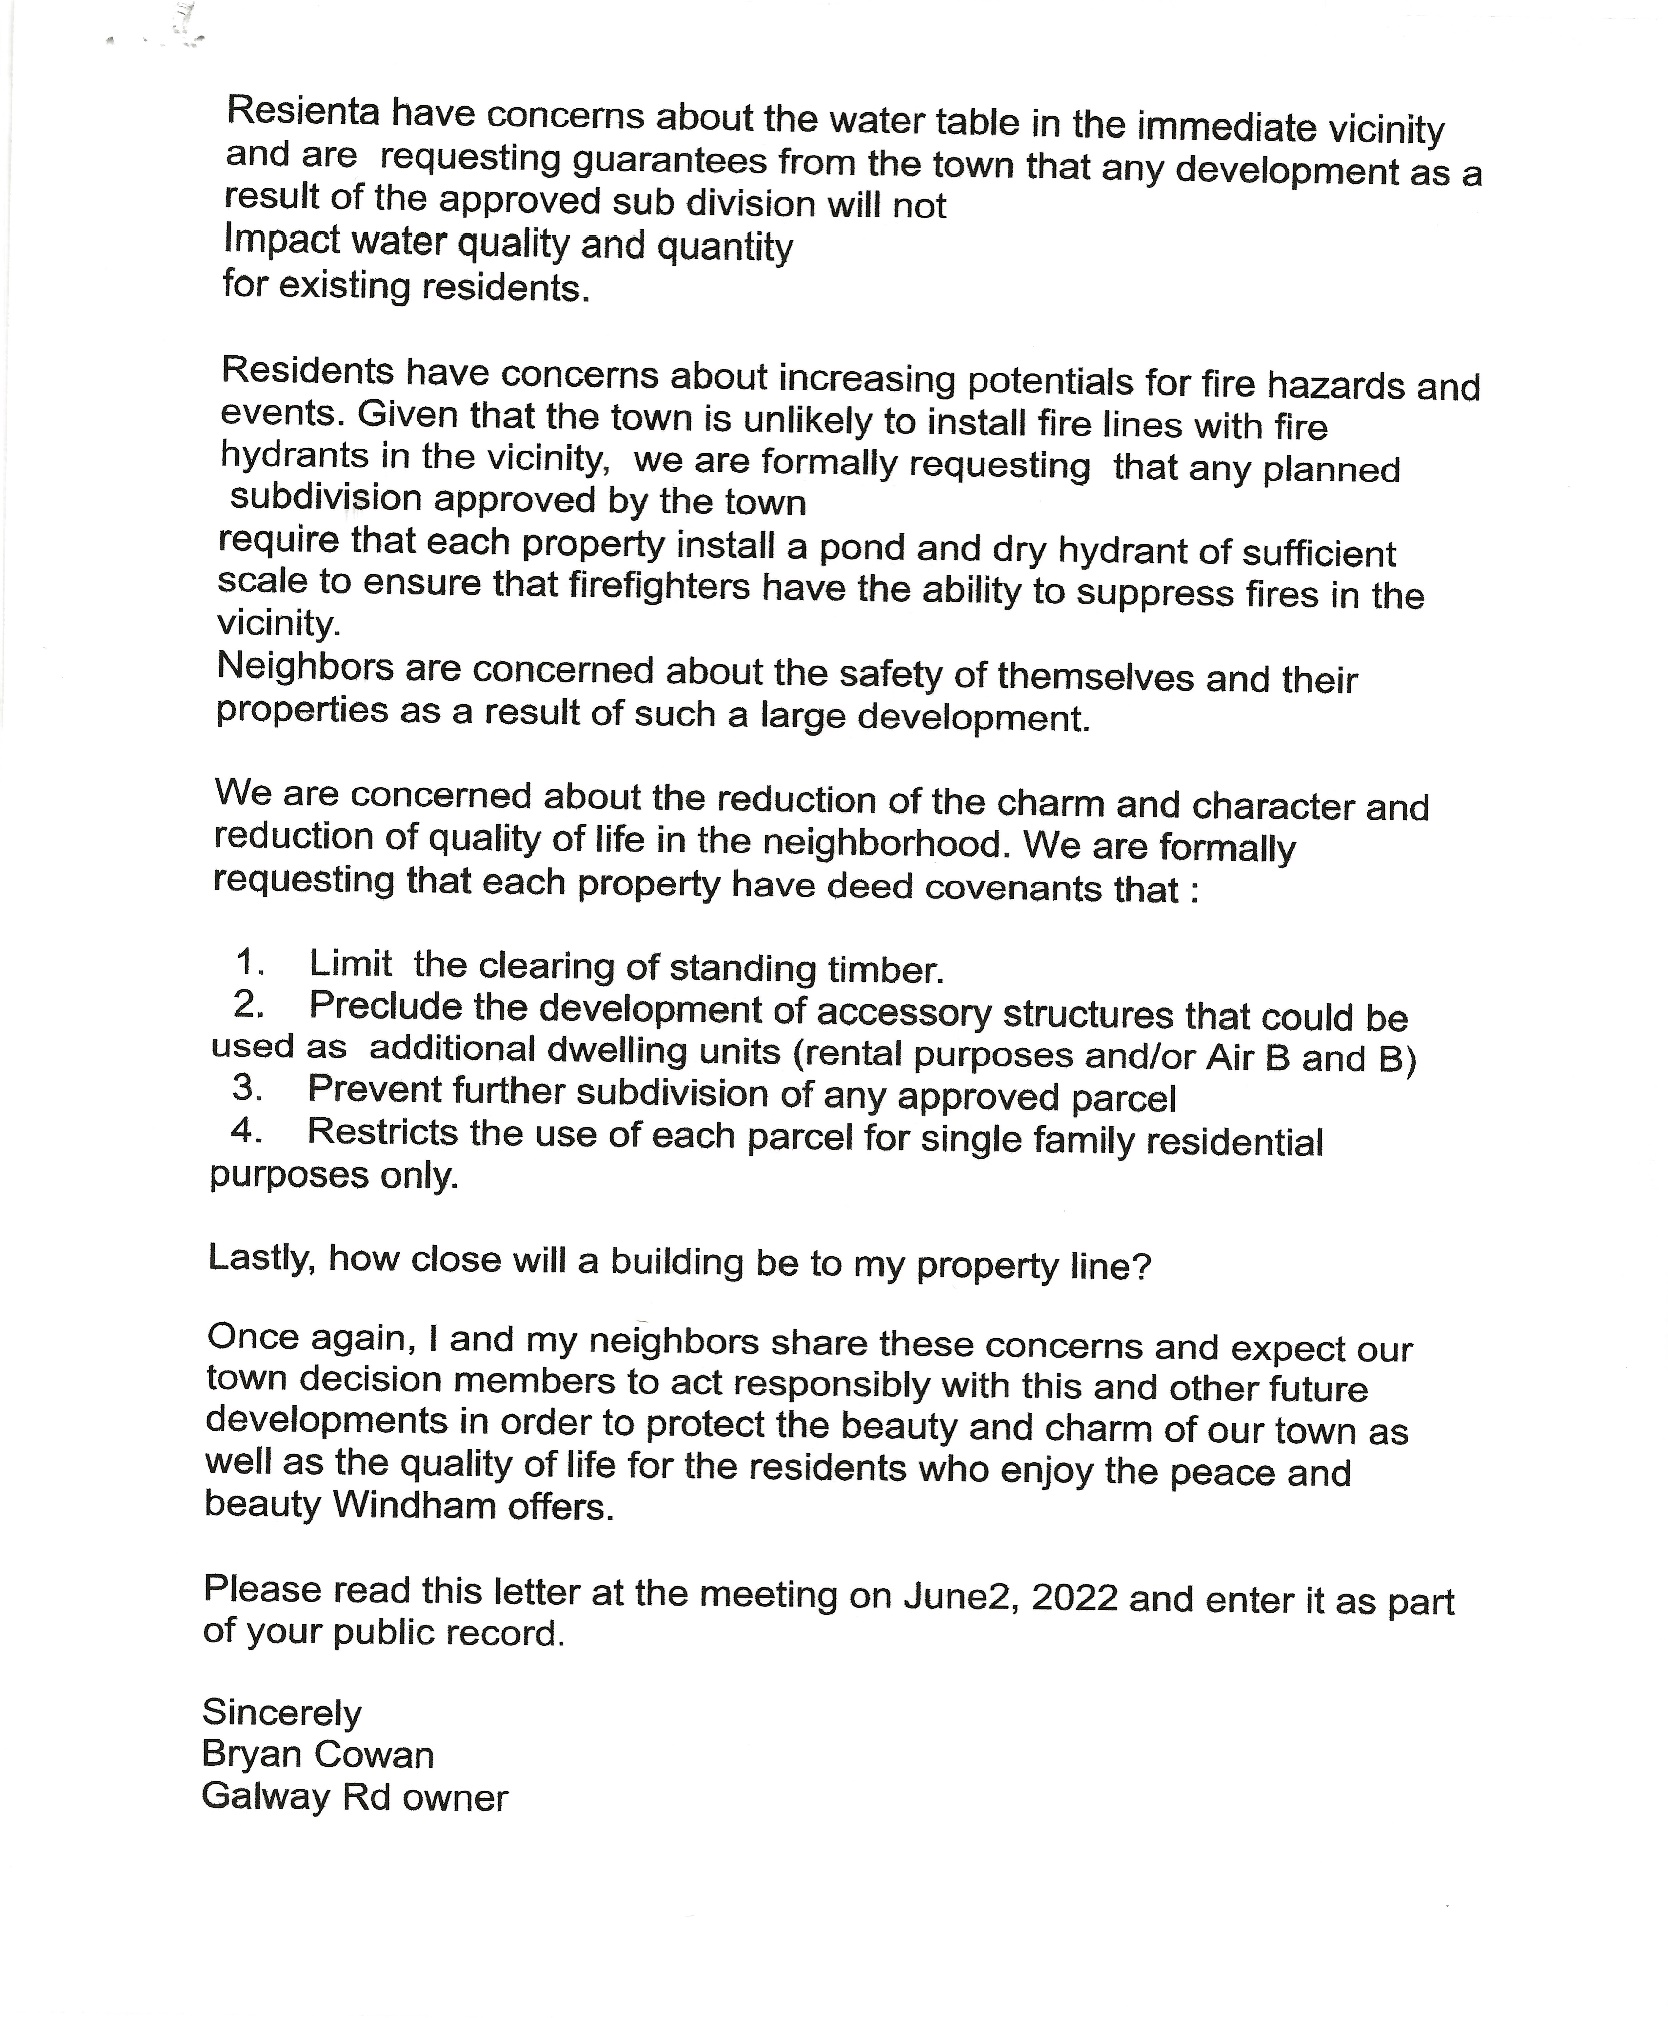 Resienta have concerns about the water table in the immediate vicinity
and are  requesting guarantees from the town that any development as a
result of the approved sub division will not
Impact water quality and quantity
for existing residents.

Residents have concerns about increasing potentials for fire hazards and
events. Given that the town is unlikely to install fire lines with fire
hydrants in the vicinity,  we are formally requesting  that any planned
subdivision approved by the town
require that each property install a pond and dry hydrant of sufficient
scale to ensure that firefighters have the ability to suppress fires in the
vicinity.
Neighbors are concerned about the safety of themselves and their
properties as a result of such a large development.

We are concerned about the reduction of the charm and character and
reduction of quality of life in the neighborhood. We are formally
requesting that each property have deed covenants that :

1.    Limit  the clearing of standing timber.
2.    Preclude the development of accessory structures that could be
used as  additional dwelling units (rental purposes and/or Air B and B)
3.    Prevent further subdivision of any approved parcel
4.    Restricts the use of each parcel for single family residential
purposes only.

Lastly, how close will a building be to my property line?

Once again, I and my neighbors share these concerns and expect our
town decision members to act responsibly with this and other future
developments in order to protect the beauty and charm of our town as
well as the quality of life for the residents who enjoy the peace and
beauty Windham offers.

Please read this letter at the meeting on June2, 2022 and enter it as part
of your public record.

Sincerely
Bryan Cowan
Galway Rd owner